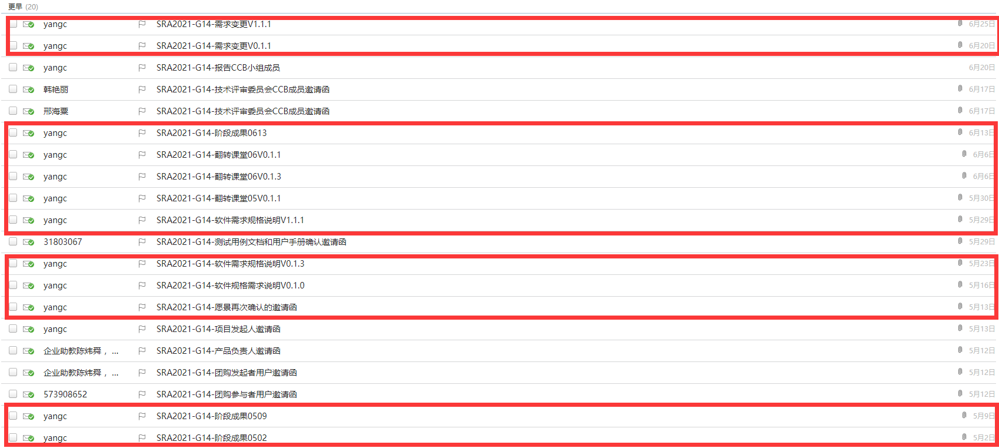 更早 (20)
yangc SRA2021-G14-需求变更V1.1.1 6月25日
yangc SRA2021-G14-需求变更V0.1.1 6月20日
yangc SRA2021-G14-报告CCB小组成员 6月20日
韩艳丽 SRA2021-G14-技术评审委员会CCB成员邀请函 6月17日
邢海粟 SRA2021-G14-技术评审委员会CCB成员邀请函 6月17日
yangc SRA2021-G14-阶段成果0613 6月13日
yangc SRA2021-G14-翻转课堂06V0.1.1 6月6日
yangc SRA2021-G14-翻转课堂06V0.1.3 6月6日
yangc SRA2021-G14-翻转课堂05V0.1.1 5月30日
yangc SRA2021-G14-软件需求规格说明V1.1.1 5月29日
31803067 SRA2021-G14-测试用例文档和用户手册确认邀请函 5月29日
yangc SRA2021-G14-软件需求规格说明V0.1.3 5月23日
yangc SRA2021-G14-软件规格需求说明V0.1.0 5月16日
yangc SRA2021-G14-愿景再次确认的邀请函 5月13日
yangc SRA2021-G14-项目发起人邀请函 5月13日
企业助教陈炜舜，... SRA2021-G14-产品负责人邀请函 5月12日
企业助教陈炜舜，... SRA2021-G14-团购发起者用户邀请函 5月12日
573908652 SRA2021-G14-团购参与者用户邀请函 5月12日
yangc SRA2021-G14-阶段成果0509 5月9日
yangc SRA2021-G14-阶段成果0502 5月2日